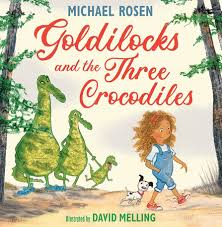 MICHAEL ROSEN
Goldilocks
and the Three
Crocodiles
Illustrated by DAVID MELLING